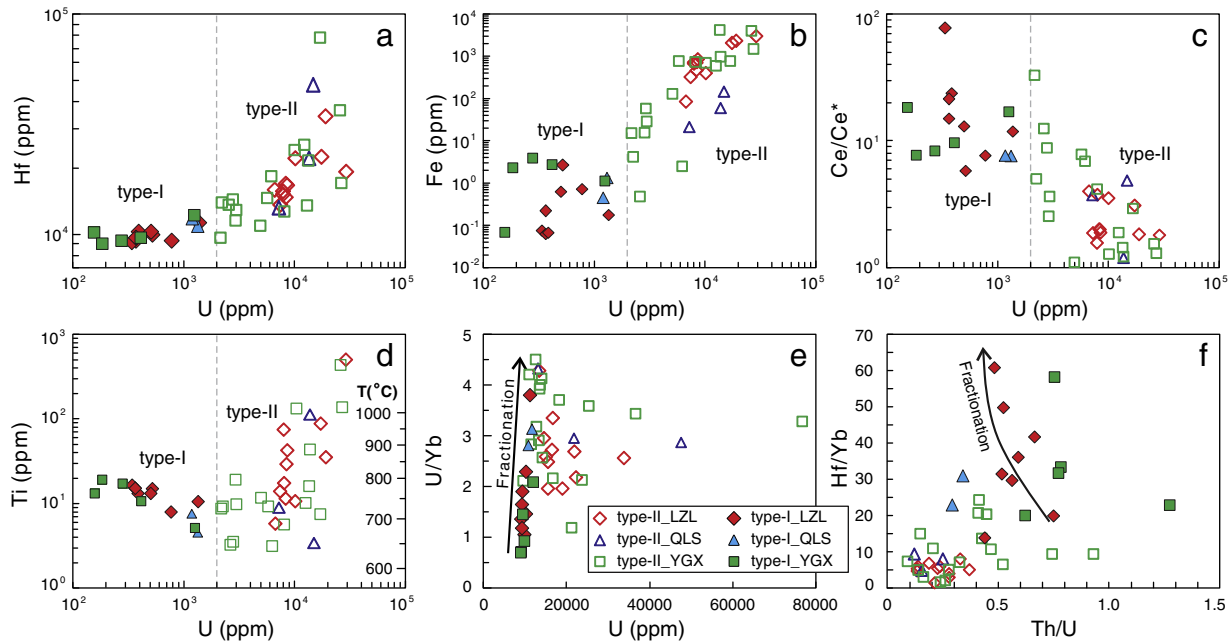 a
Hf (ppm)
10^5
10^4
type-II
type-I
10^2 10^3 10^4 10^5
U (ppm)
b
Fe (ppm)
10^4
10^3
10^2
10^1
10^0
10^-1
10^-2
type-I
type-II
10^2 10^3 10^4 10^5
U (ppm)
c
Ce/Ce*
10^2
10^1
10^0
type-I
type-II
10^2 10^3 10^4 10^5
U (ppm)
d
Ti (ppm)
10^3
10^2
10^1
10^0
type-I
type-II
T(°C)
1000
900
800
700
600
10^2 10^3 10^4 10^5
U (ppm)
e
U/Yb
5
4
3
2
1
0
Fractionation
0 20000 40000 60000 80000
U (ppm)
type-II_LZL type-I_LZL
type-II_QLS type-I_QLS
type-II_YGX type-I_YGX
f
Hf/Yb
70
60
50
40
30
20
10
0
Fractionation
0 0.5 1.0 1.5
Th/U